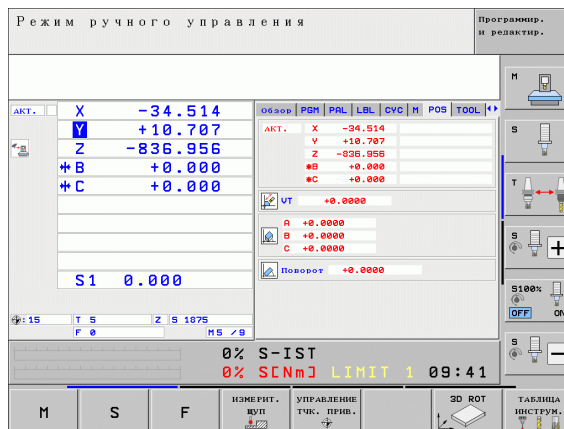 Режим ручного управления
Программир.
и редактир.
АКТ. X -34.514
Y +10.707
Z -836.956
B +0.000
C +0.000
S1 0.000
:15 T 5 Z S 1875
F 0 M5 /9
Обзор PGM PAL LBL CYC M POS TOOL
АКТ. X -34.514
Y +10.707
Z -836.956
*B +0.000
*C +0.000
VT +0.0000
A +0.0000
B +0.0000
C +0.0000
Поворот +0.0000
0% S-IST
0% S[Nm] LIMIT 1 09:41
M
S
T
S
S100%
OFF ON
S
M
S
F
ИЗМЕРИТ.
ЩУП
УПРАВЛЕНИЕ
ТЧК. ПРИВ.
3D ROT
ТАБЛИЦА
ИНСТРУМ.